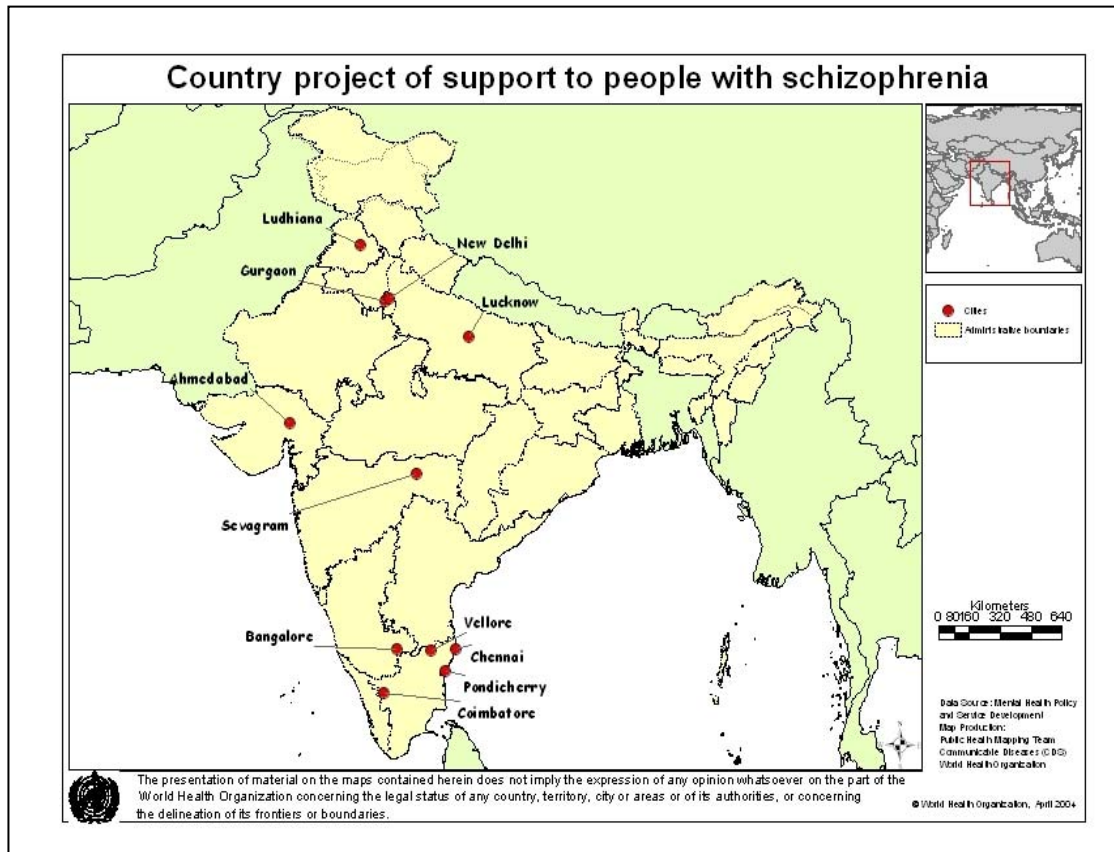 Country project of support to people with schizophrenia
Ludhiana
New Delhi
Gurgaon
Lucknow
Ahmedabad
Sevagram
Bangalore
Vellore
Chennai
Pondicherry
Coimbatore
Cities
Administrative boundaries
Kilometers
0 80160 320 480 640
Data Source: Mental Health Policy
and Service Development
Map Production:
Public Health Mapping Team
Communicable Diseases (CDS)
World Health Organization
The presentation of material on the maps contained herein does not imply the expression of any opinion whatsoever on the part of the
World Health Organization concerning the legal status of any country, territory, city or areas or of its authorities, or concerning
the delineation of its frontiers or boundaries.
© World Health Organization, April 2004